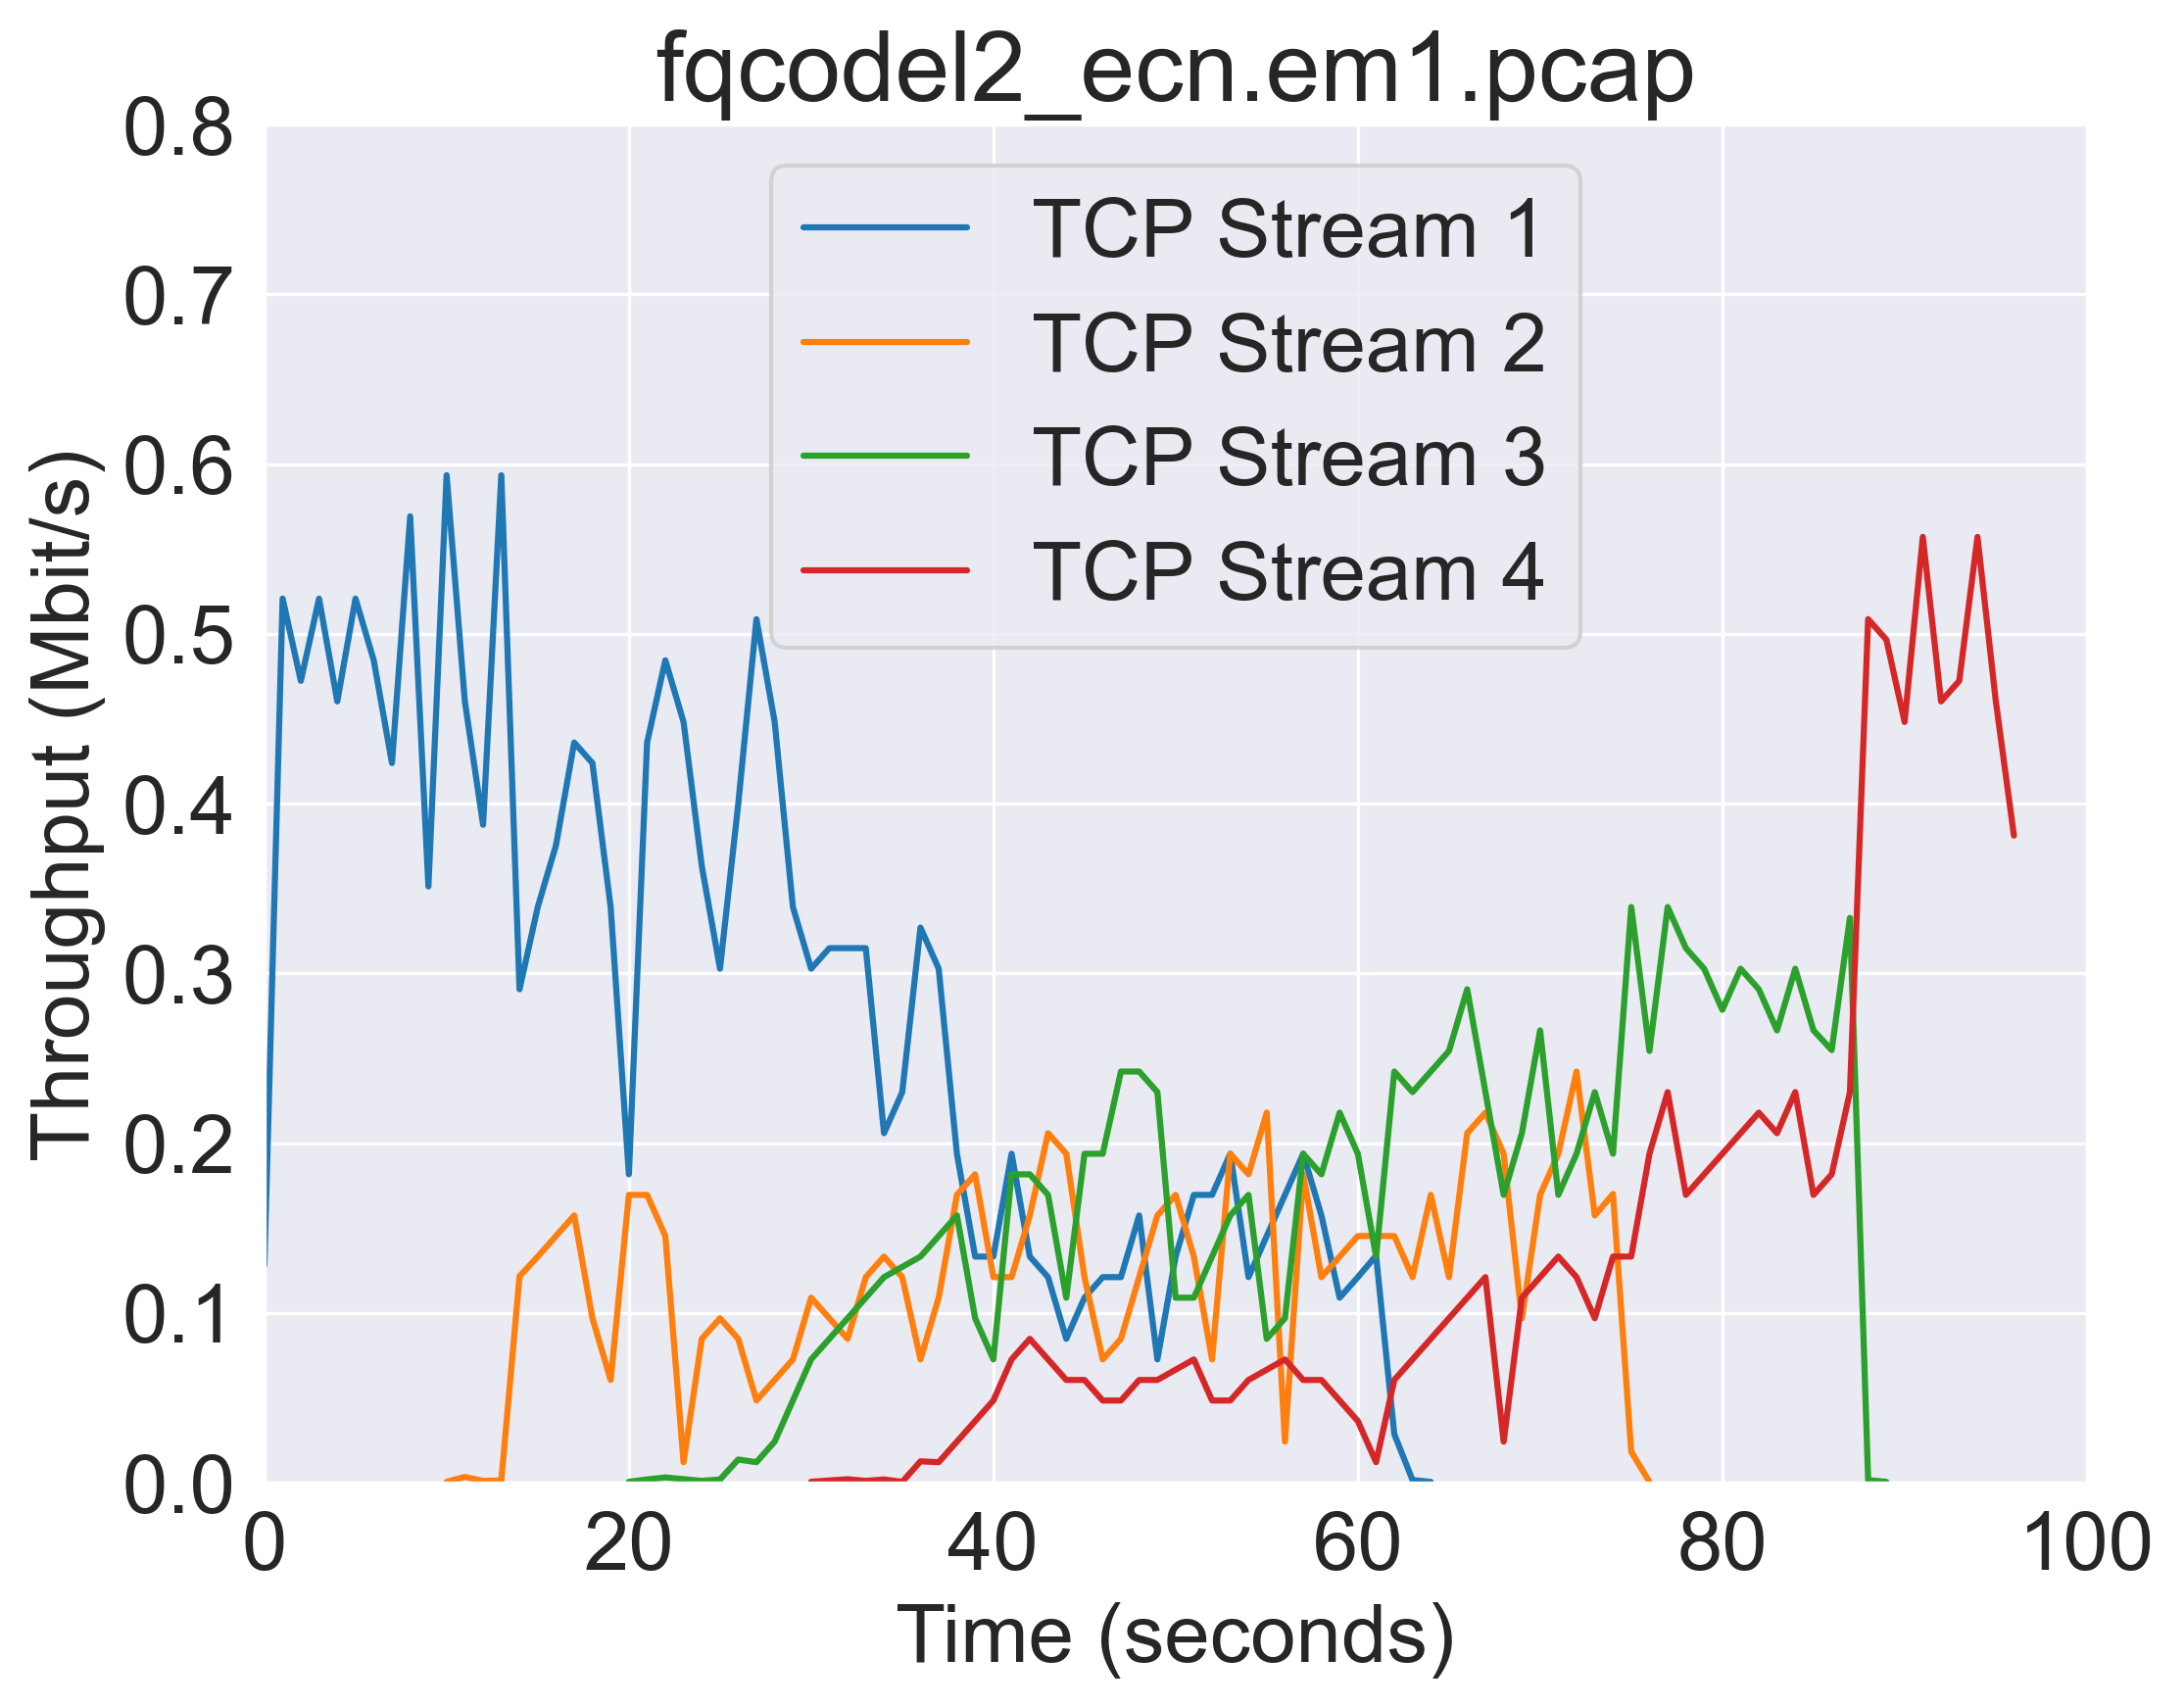 fqcodel2_ecn.em1.pcap
Throughput (Mbit/s)
0.8
0.7
0.6
0.5
0.4
0.3
0.2
0.1
0.0
TCP Stream 1
TCP Stream 2
TCP Stream 3
TCP Stream 4
0 20 40 60 80 100
Time (seconds)